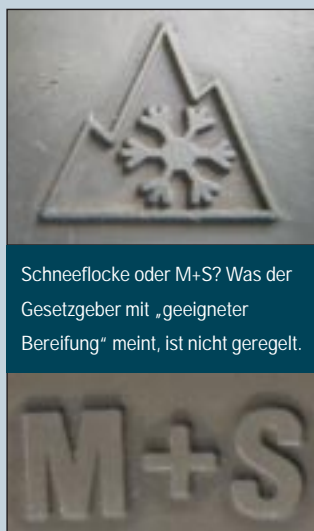 Schneeflocke oder M+S? Was der
Gesetzgeber mit „geeigneter
Bereifung“ meint, ist nicht geregelt.
M+S